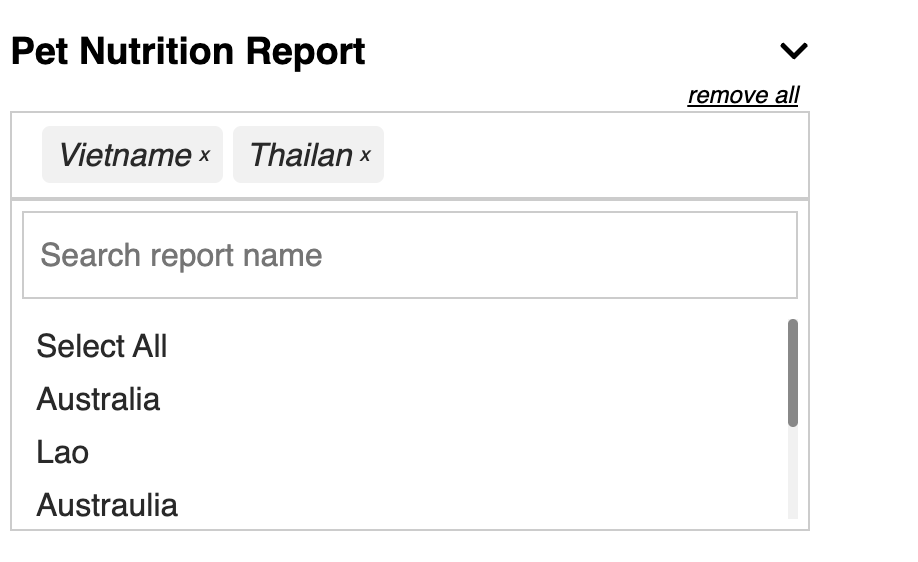 Pet Nutrition Report
remove all
Vietname x Thailan x
Search report name
Select All
Australia
Lao
Austraulia